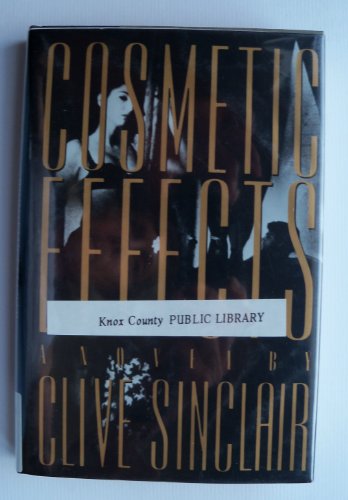 COSMETIC
EFFECTS
Knox County PUBLIC LIBRARY
A NOVEL BY
CLIVE SINCLAIR